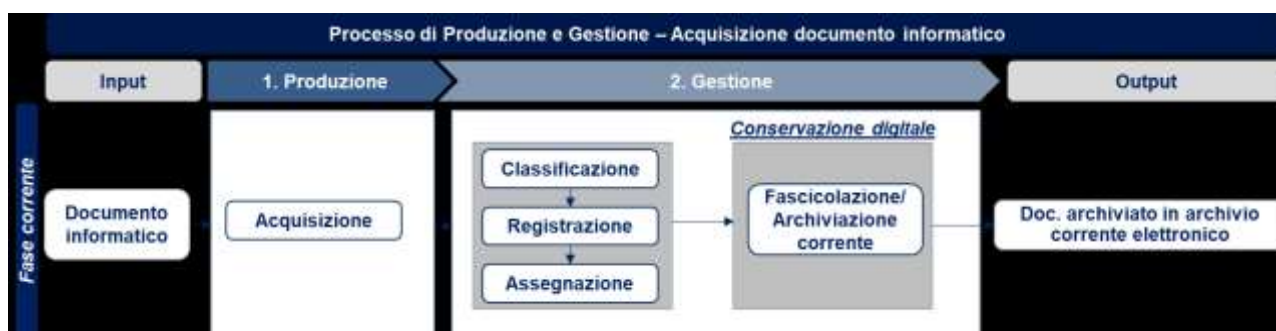 Processo di Produzione e Gestione – Acquisizione documento informatico
Input
1. Produzione
2. Gestione
Output
Fase corrente
Documento
informatico
Acquisizione
Classificazione
Registrazione
Assegnazione
Conservazione digitale
Fascicolazione/
Archiviazione
corrente
Doc. archiviato in archivio
corrente elettronico